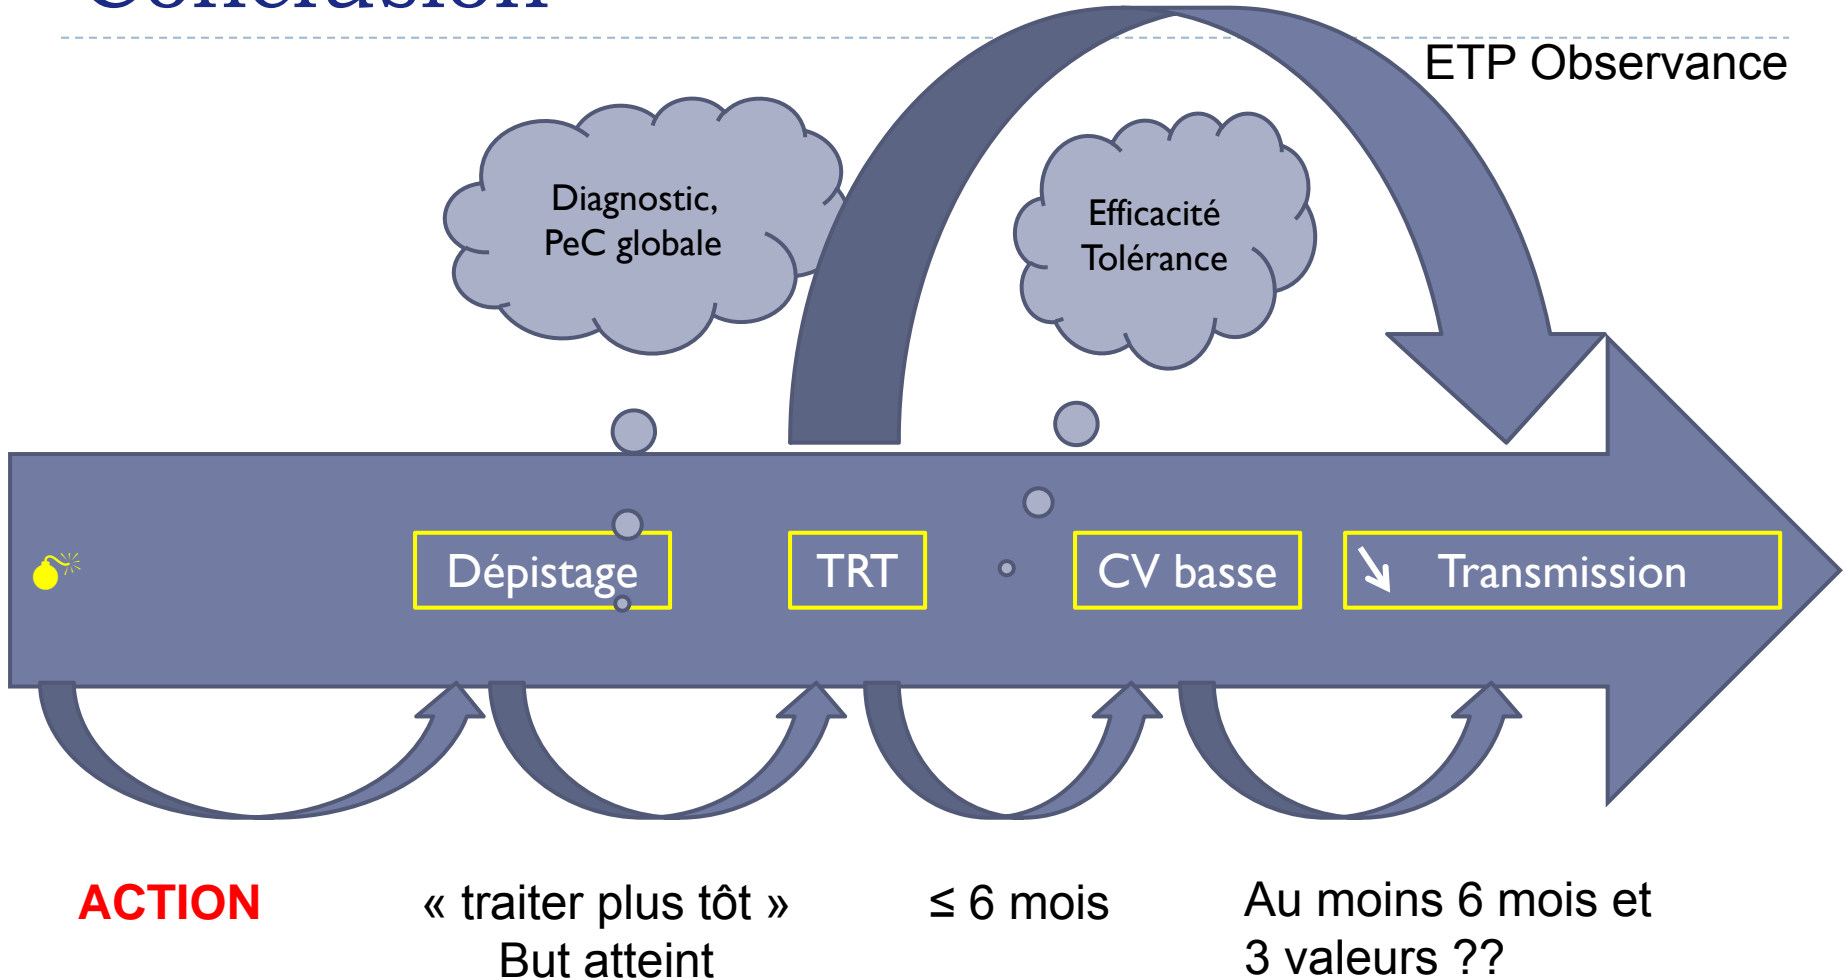 Conclusion
ETP Observance
Diagnostic,
PeC globale
Efficacité
Tolérance
Dépistage
TRT
CV basse
Transmission
ACTION
« traiter plus tôt »
But atteint
≤ 6 mois
Au moins 6 mois et
3 valeurs ??